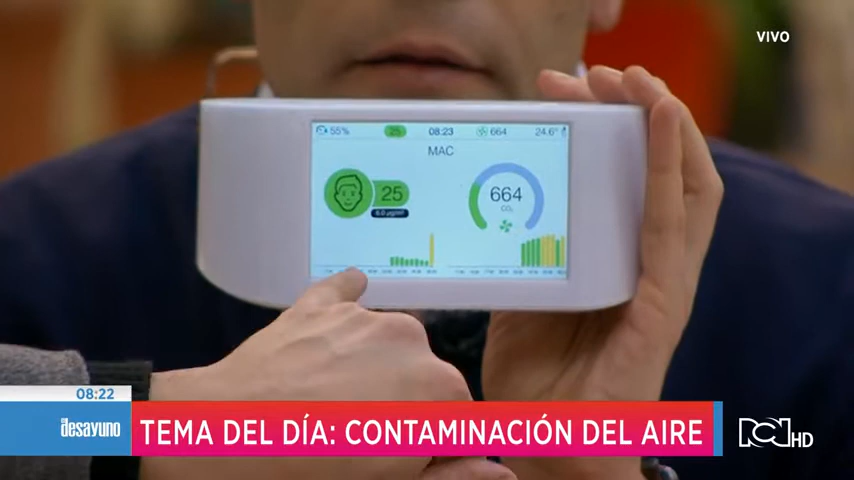 VIVO
55% 25 08:23 664 24.6°
MAC
25
664
CO₂
08:22
desayuno
TEMA DEL DÍA: CONTAMINACIÓN DEL AIRE
RCN HD